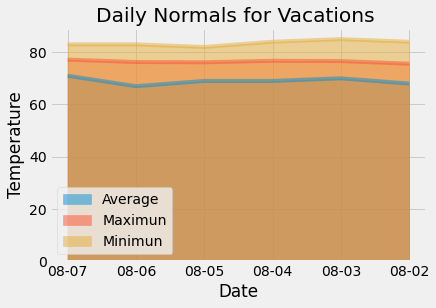 Daily Normals for Vacations
Temperature
80
60
40
20
0
Average
Maximun
Minimun
08-07 08-06 08-05 08-04 08-03 08-02
Date